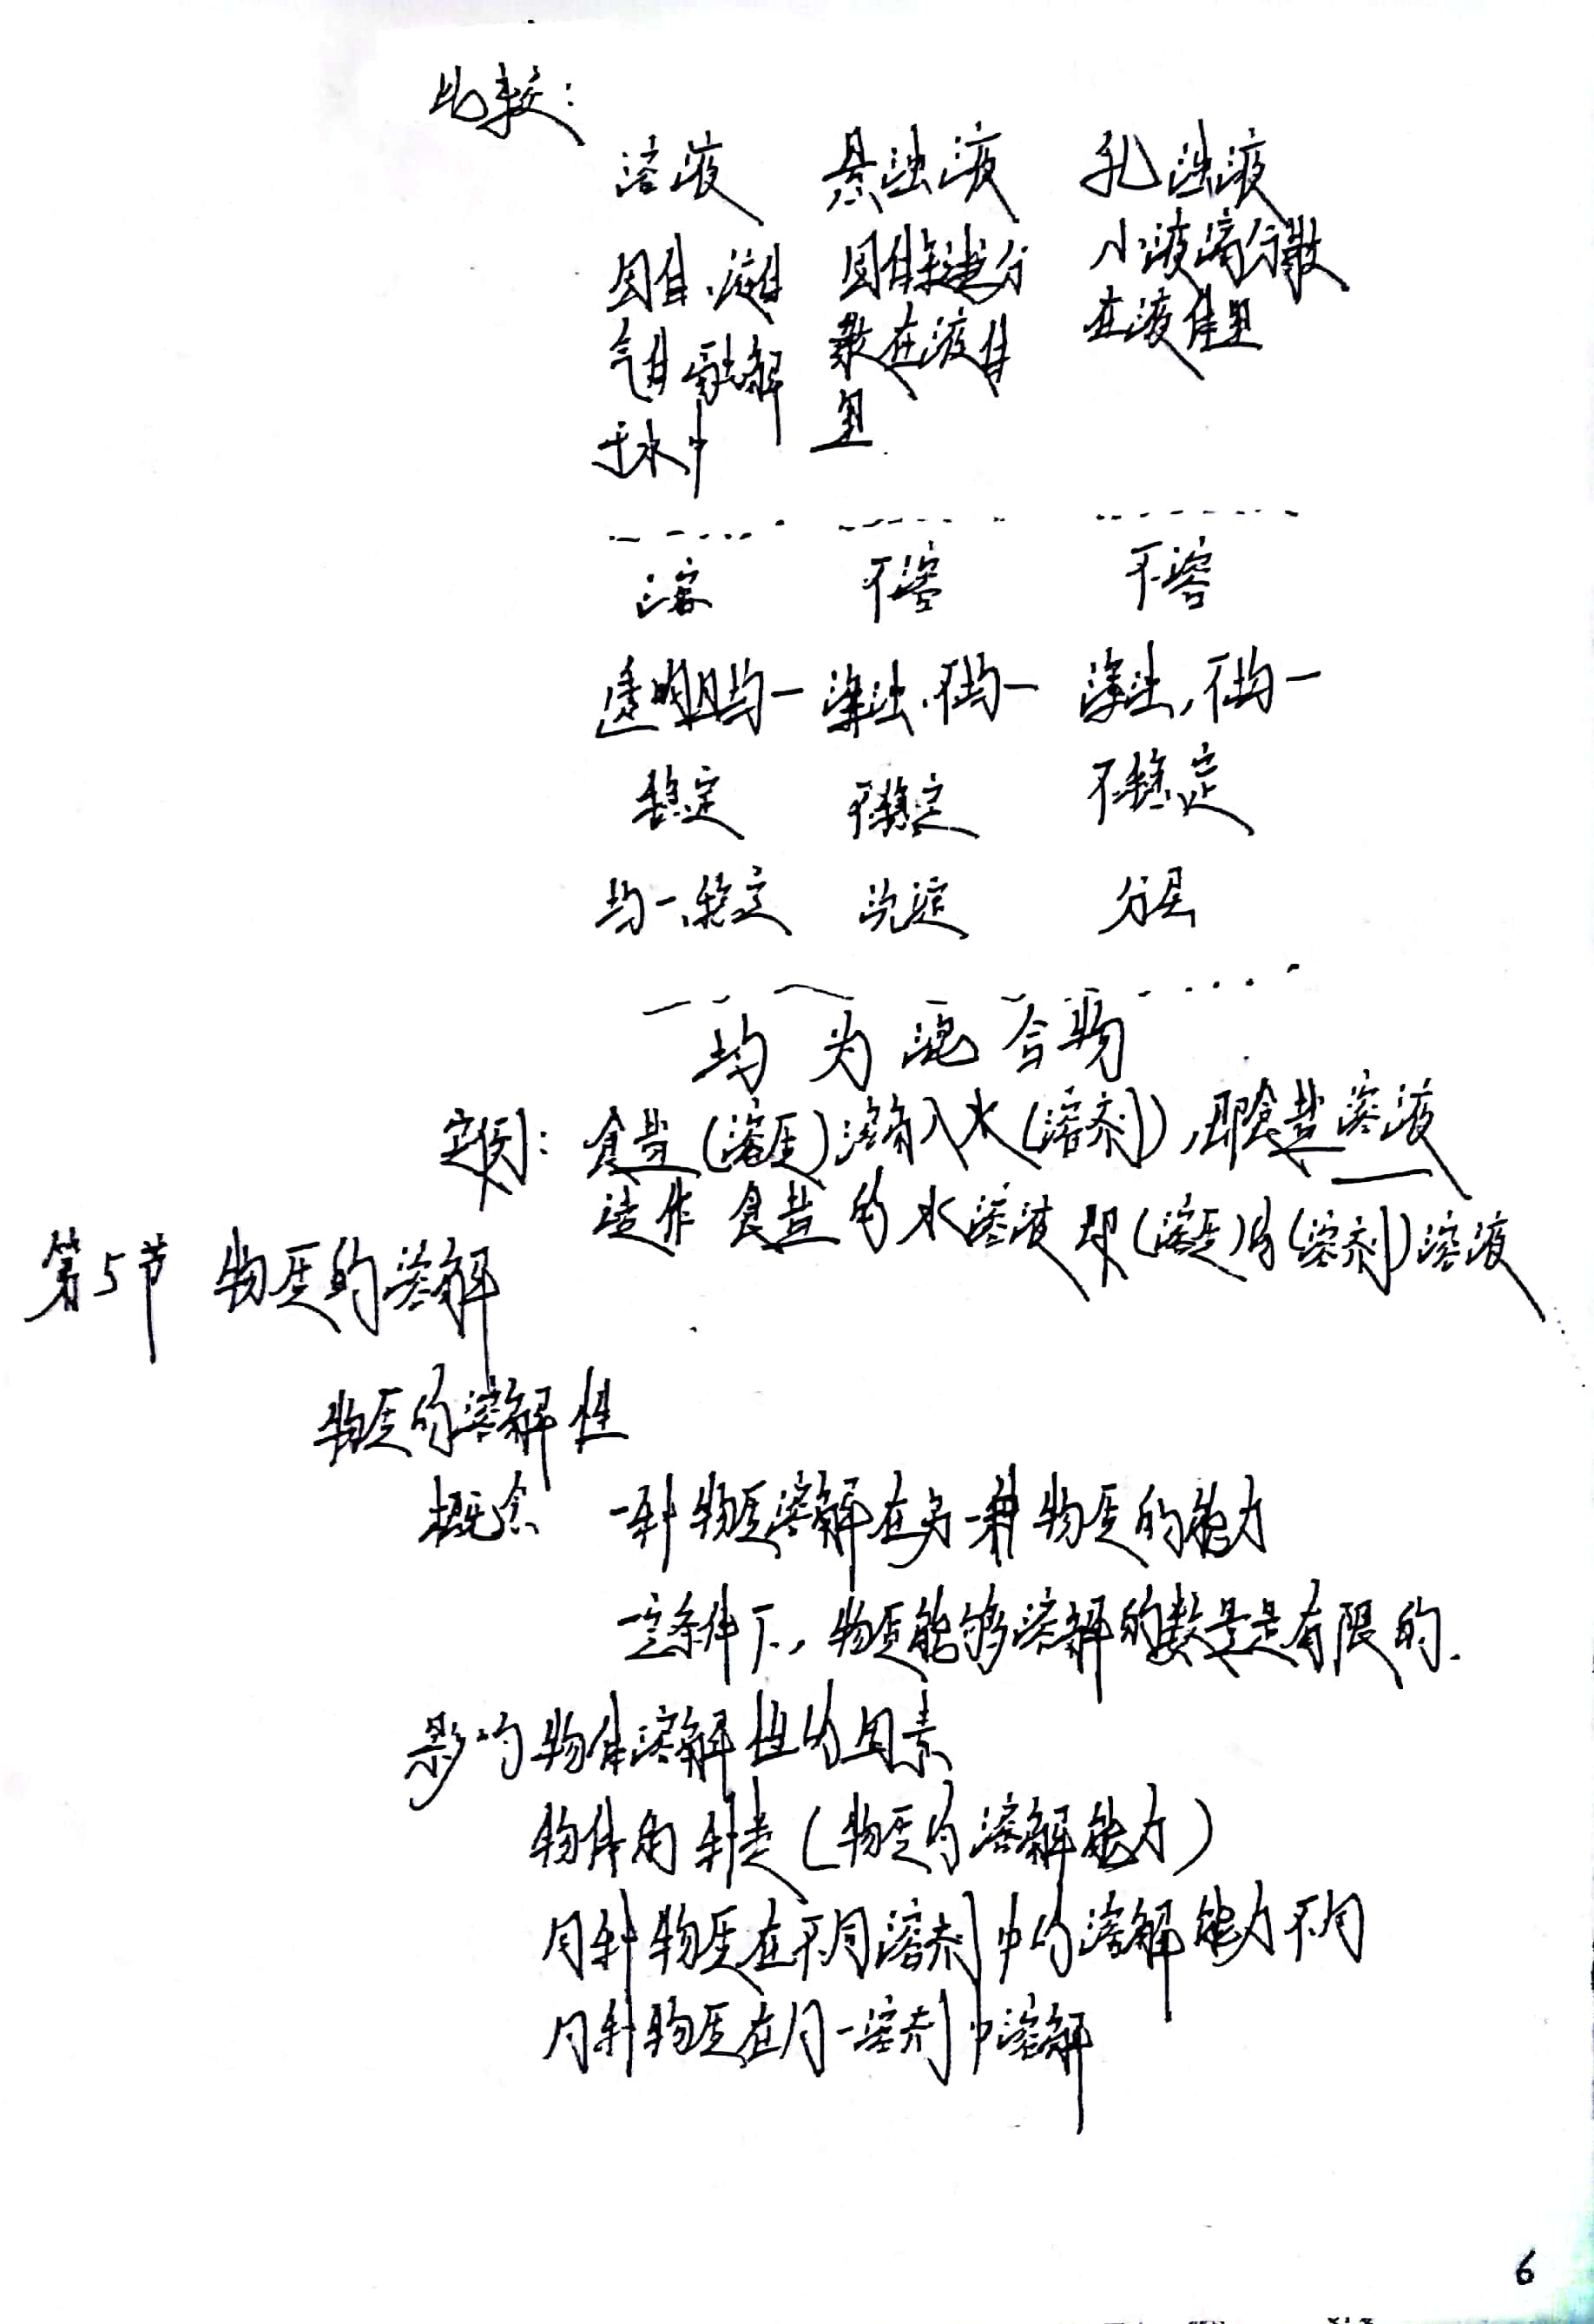 比较：
溶液 悬浊液 乳浊液
固体、液体 固体颗粒分 小液滴分散
气体融解 散在液体 在液体里
于水中 里
溶 不溶 不溶
透明且均一 浑浊、不均一 浑浊，不均一
稳定 不稳定 不稳定
均一、稳定 沉淀 分层
均为混合物
实例：食盐（溶质）溶解入水（溶剂），即食盐溶液
读作 食盐的水溶液 即（溶质）的（溶剂）溶液
第5节 物质的溶解
物质的溶解性
概念 一种物质溶解在另一种物质的能力
一定条件下，物质能够溶解的数量是有限的.
影响物体溶解性的因素
物体的种类（物质的溶解能力）
同种物质在不同溶剂中的溶解能力不同
同种物质在同一溶剂中溶解
6